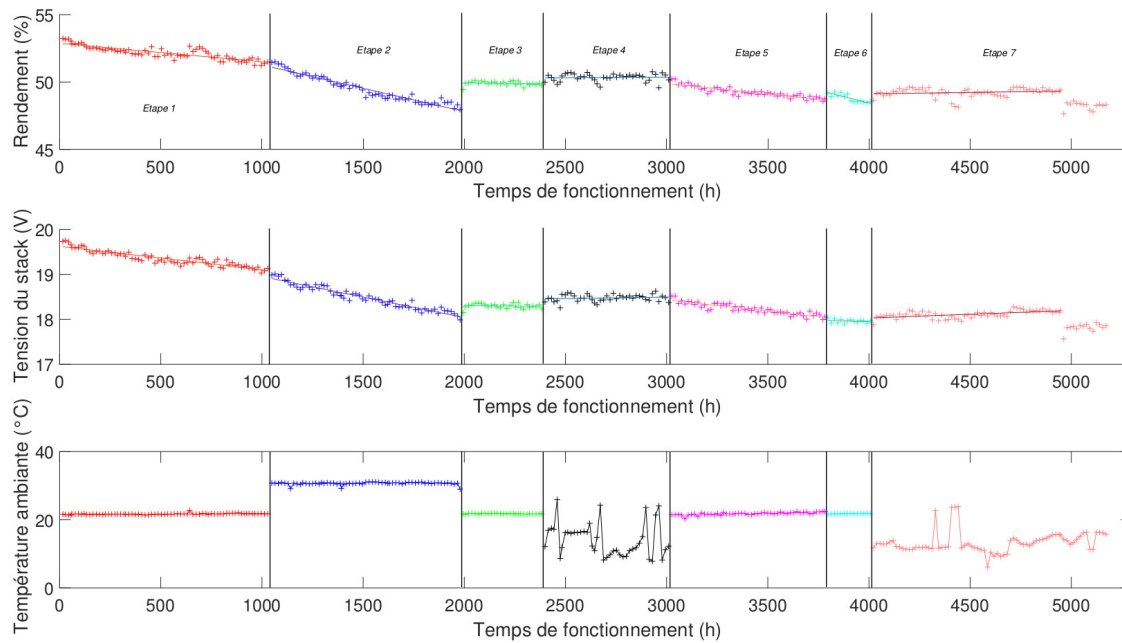 Rendement (%)
55
50
45
Etape 1
Etape 2
Etape 3
Etape 4
Etape 5
Etape 6
Etape 7
0 500 1000 1500 2000 2500 3000 3500 4000 4500 5000
Temps de fonctionnement (h)
Tension du stack (V)
20
19
18
17
0 500 1000 1500 2000 2500 3000 3500 4000 4500 5000
Temps de fonctionnement (h)
Température ambiante (°C)
40
20
0
0 500 1000 1500 2000 2500 3000 3500 4000 4500 5000
Temps de fonctionnement (h)